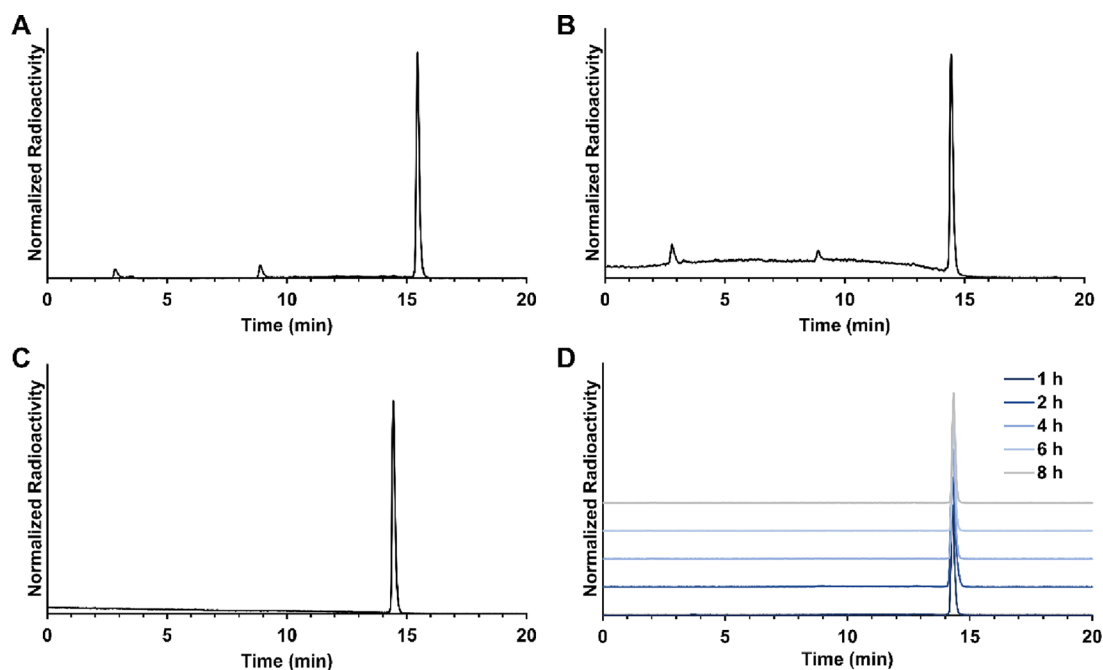 A
Normalized Radioactivity
0 5 10 15 20
Time (min)
B
Normalized Radioactivity
0 5 10 15 20
Time (min)
C
Normalized Radioactivity
0 5 10 15 20
Time (min)
D
Normalized Radioactivity
1 h
2 h
4 h
6 h
8 h
0 5 10 15 20
Time (min)